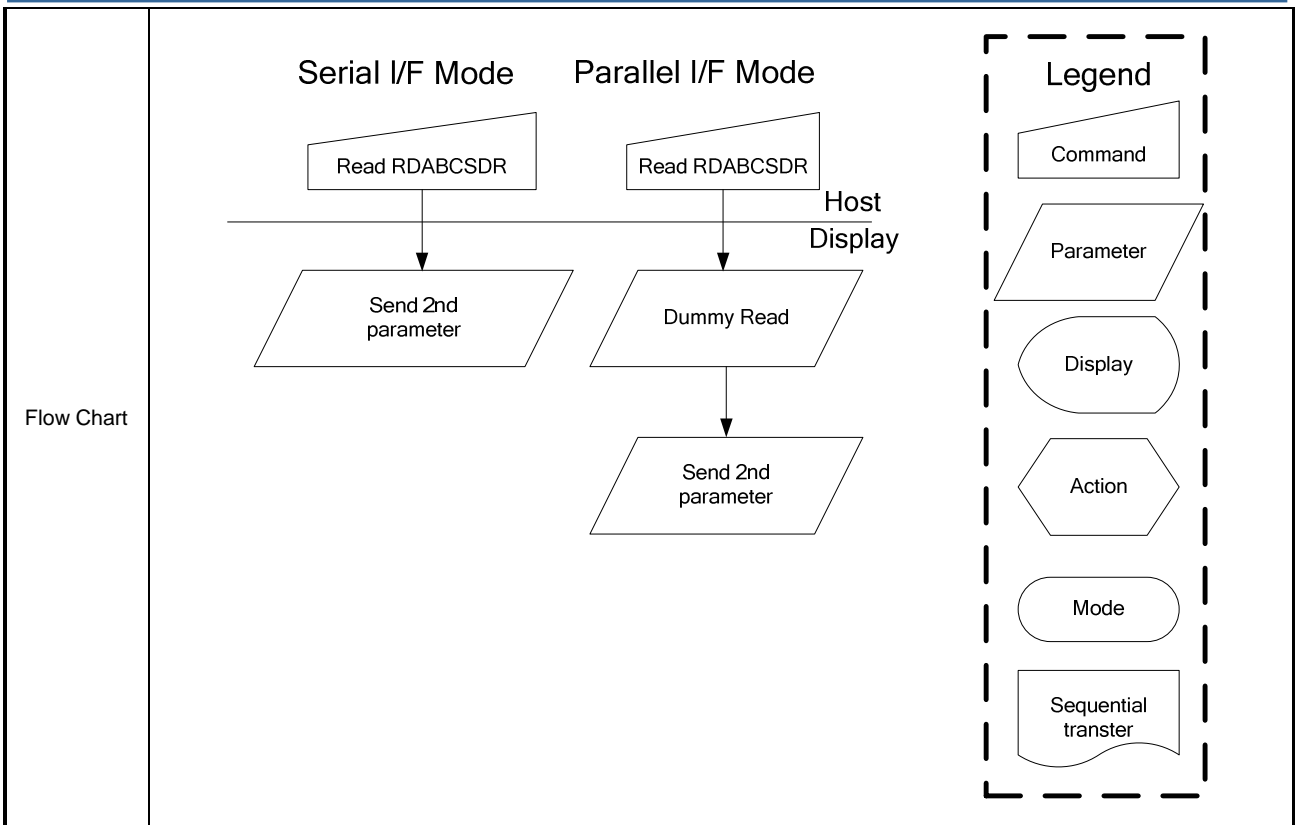 Flow Chart
Serial I/F Mode
Read RDABCSDR
Send 2nd
parameter
Parallel I/F Mode
Read RDABCSDR
Host
Display
Dummy Read
Send 2nd
parameter
Legend
Command
Parameter
Display
Action
Mode
Sequential
transter